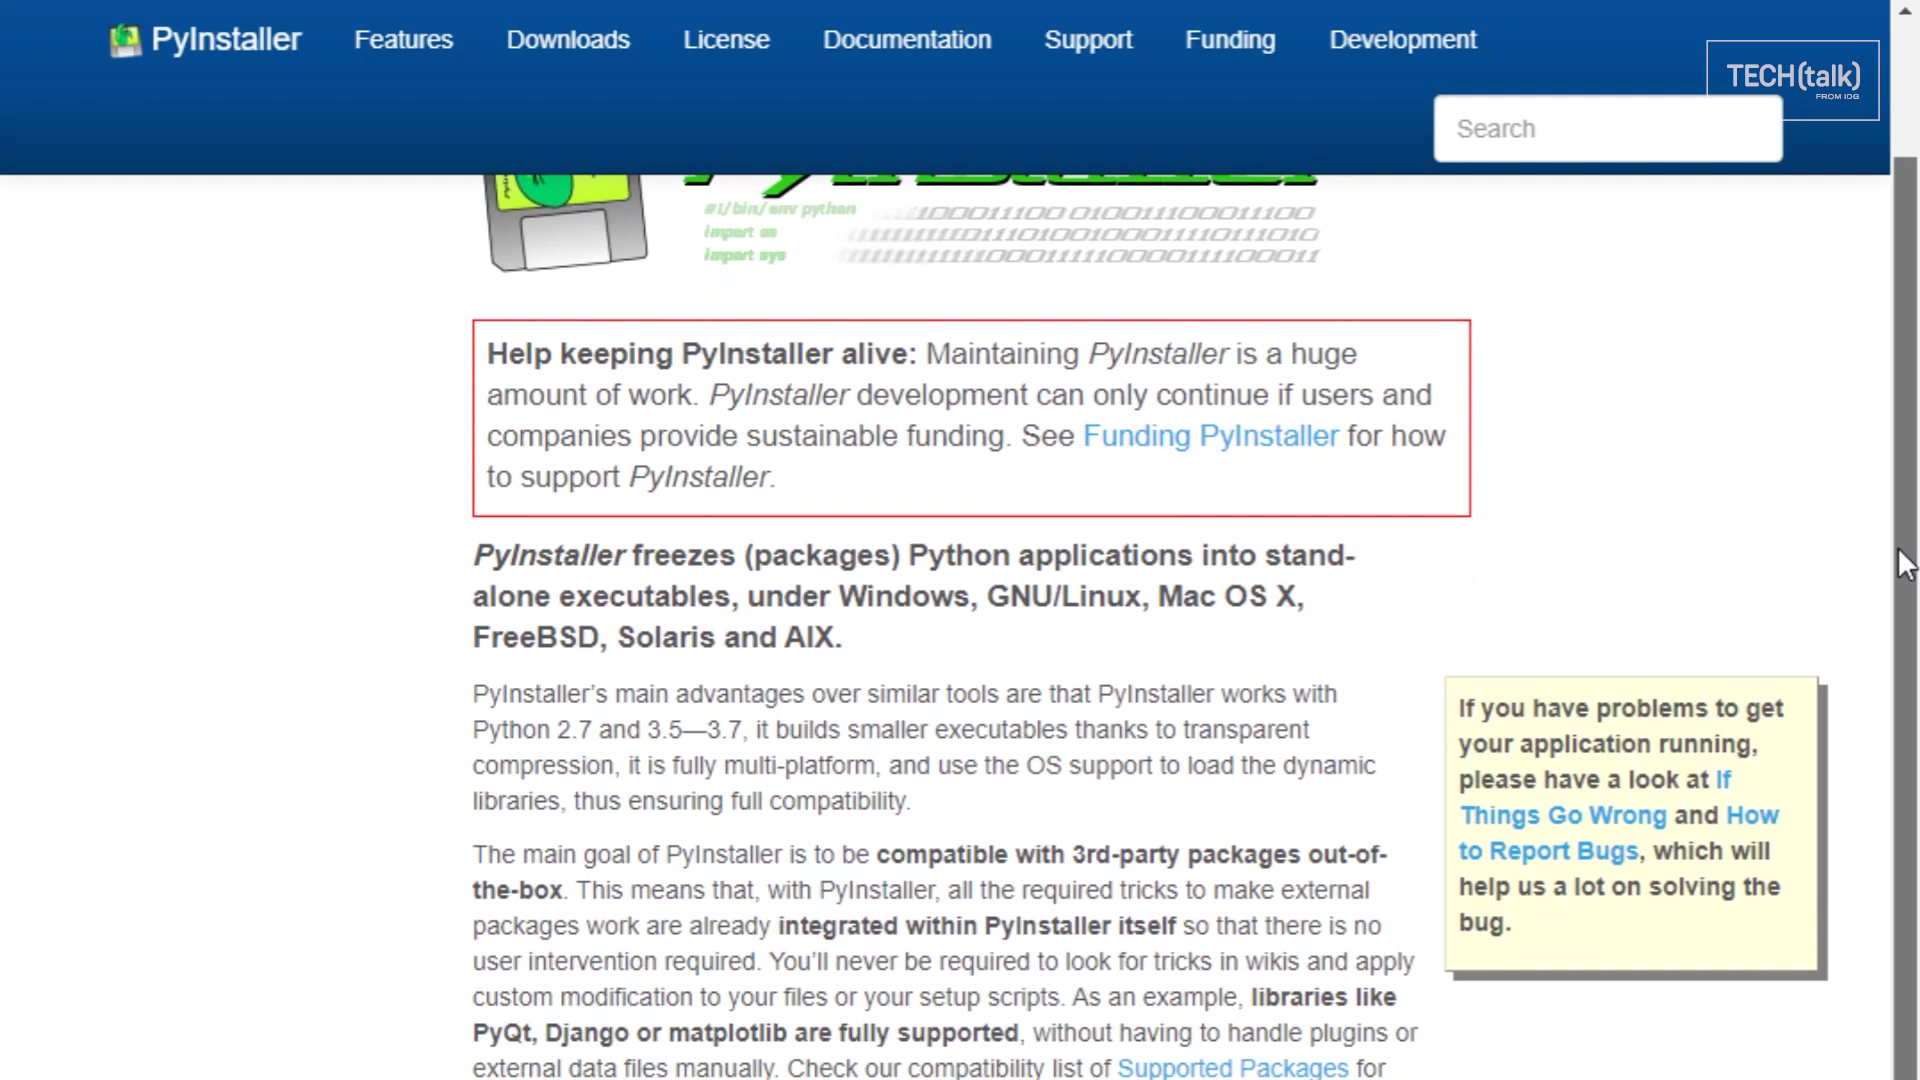 PyInstaller Features Downloads License Documentation Support Funding Development
TECH(talk)
FROM IDG
Search
#!/bin/env python
import os
import sys
Help keeping PyInstaller alive: Maintaining PyInstaller is a huge
amount of work. PyInstaller development can only continue if users and
companies provide sustainable funding. See Funding PyInstaller for how
to support PyInstaller.
PyInstaller freezes (packages) Python applications into stand-
alone executables, under Windows, GNU/Linux, Mac OS X,
FreeBSD, Solaris and AIX.
PyInstaller’s main advantages over similar tools are that PyInstaller works with
Python 2.7 and 3.5—3.7, it builds smaller executables thanks to transparent
compression, it is fully multi-platform, and use the OS support to load the dynamic
libraries, thus ensuring full compatibility.
The main goal of PyInstaller is to be compatible with 3rd-party packages out-of-
the-box. This means that, with PyInstaller, all the required tricks to make external
packages work are already integrated within PyInstaller itself so that there is no
user intervention required. You’ll never be required to look for tricks in wikis and apply
custom modification to your files or your setup scripts. As an example, libraries like
PyQt, Django or matplotlib are fully supported, without having to handle plugins or
external data files manually. Check our compatibility list of Supported Packages for
If you have problems to get
your application running,
please have a look at If
Things Go Wrong and How
to Report Bugs, which will
help us a lot on solving the
bug.